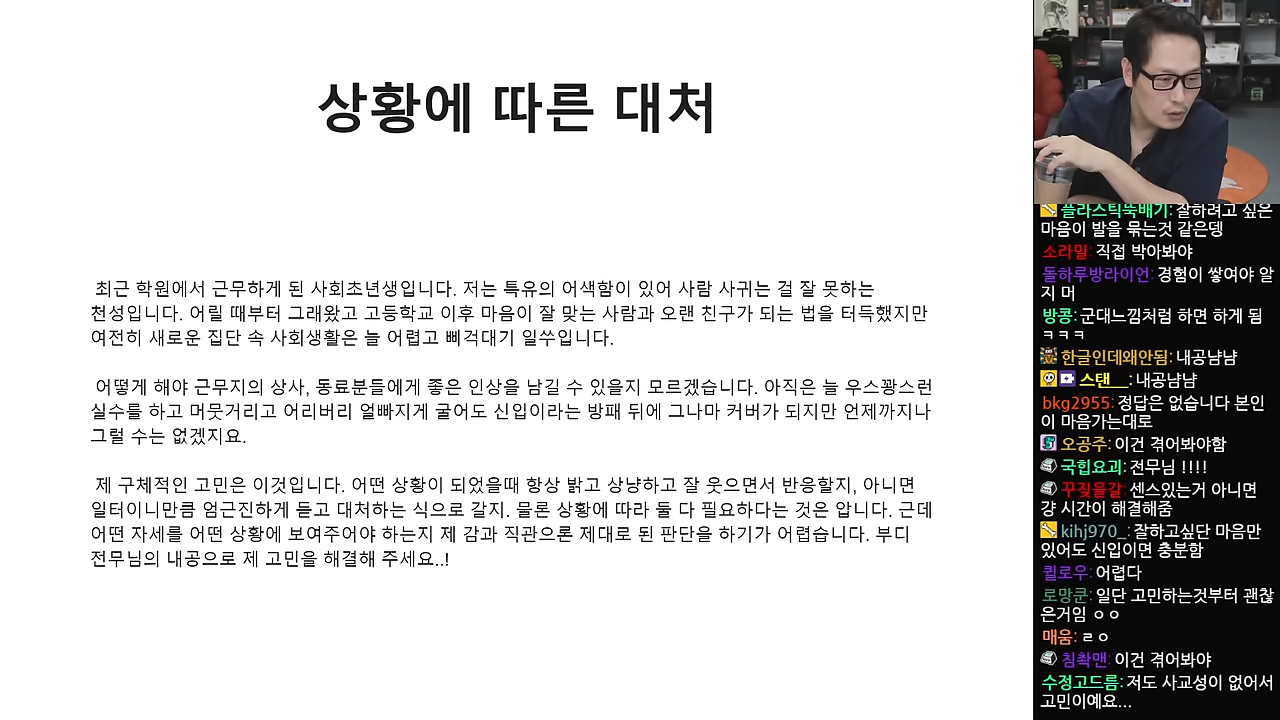 상황에 따른 대처
최근 학원에서 근무하게 된 사회초년생입니다. 저는 특유의 어색함이 있어 사람 사귀는 걸 잘 못하는
천성입니다. 어릴 때부터 그래왔고 고등학교 이후 마음이 잘 맞는 사람과 오랜 친구가 되는 법을 터득했지만
여전히 새로운 집단 속 사회생활은 늘 어렵고 삐걱대기 일쑤입니다.
어떻게 해야 근무지의 상사, 동료분들에게 좋은 인상을 남길 수 있을지 모르겠습니다. 아직은 늘 우스꽝스런
실수를 하고 머뭇거리고 어리버리 얼빠지게 굴어도 신입이라는 방패 뒤에 그나마 커버가 되지만 언제까지나
그럴 수는 없겠지요.
제 구체적인 고민은 이것입니다. 어떤 상황이 되었을때 항상 밝고 상냥하고 잘 웃으면서 반응할지, 아니면
일터이니만큼 엄근진하게 듣고 대처하는 식으로 갈지. 물론 상황에 따라 둘 다 필요하다는 것은 압니다. 근데
어떤 자세를 어떤 상황에 보여주어야 하는지 제 감과 직관으론 제대로 된 판단을 하기가 어렵습니다. 부디
전무님의 내공으로 제 고민을 해결해 주세요..!
플라스틱뚝배기: 잘하려고 싶은
마음이 발을 묶는것 같은뎅
소라밀: 직접 박아봐야
돌하루방라이언: 경험이 쌓여야 알
지 머
방콩: 군대느낌처럼 하면 하게 됨
ㅋㅋㅋ
한글인데왜안됨: 내공냠냠
스탠__: 내공냠냠
bkg2955: 정답은 없습니다 본인
이 마음가는대로
오공주: 이건 겪어봐야함
국힙요괴: 전무님 !!!!
꾸짖을갈: 센스있는거 아니면
걍 시간이 해결해줌
kihj970_: 잘하고싶단 마음만
있어도 신입이면 충분함
퀼로우: 어렵다
로망쿤: 일단 고민하는것부터 괜찮
은거임 ㅇㅇ
매움: ㄹㅇ
침착맨: 이건 겪어봐야
수정고드름: 저도 사교성이 없어서
고민이예요...